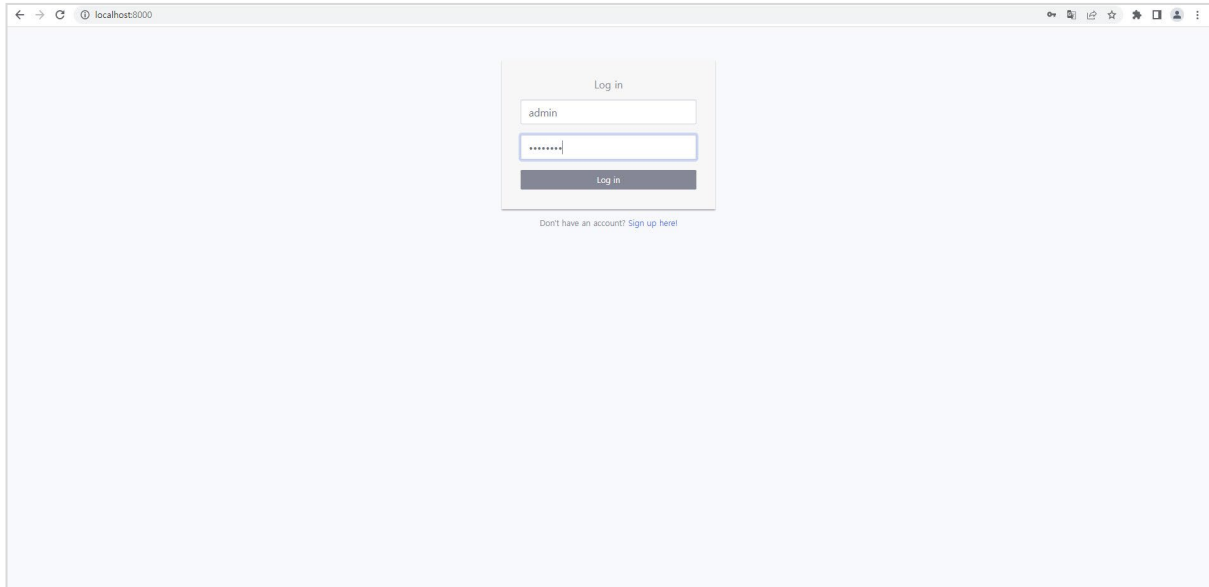 localhost:8000
Log in
admin
••••••••
Log in
Don't have an account? Sign up here!